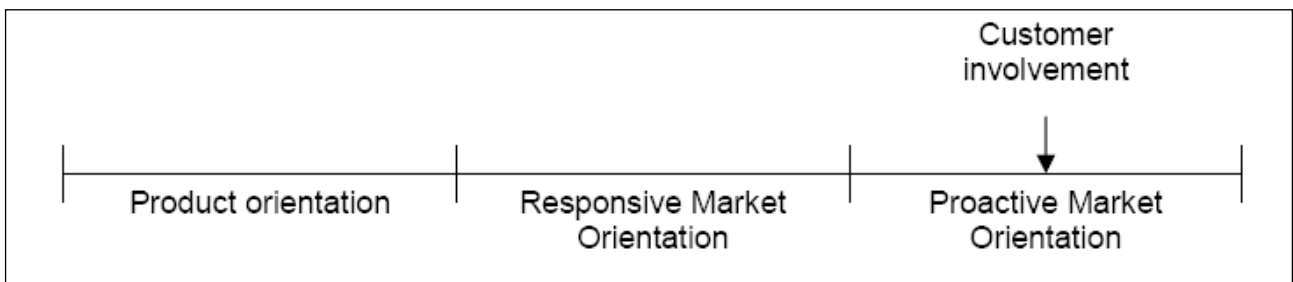 Customer
involvement
Product orientation
Responsive Market
Orientation
Proactive Market
Orientation